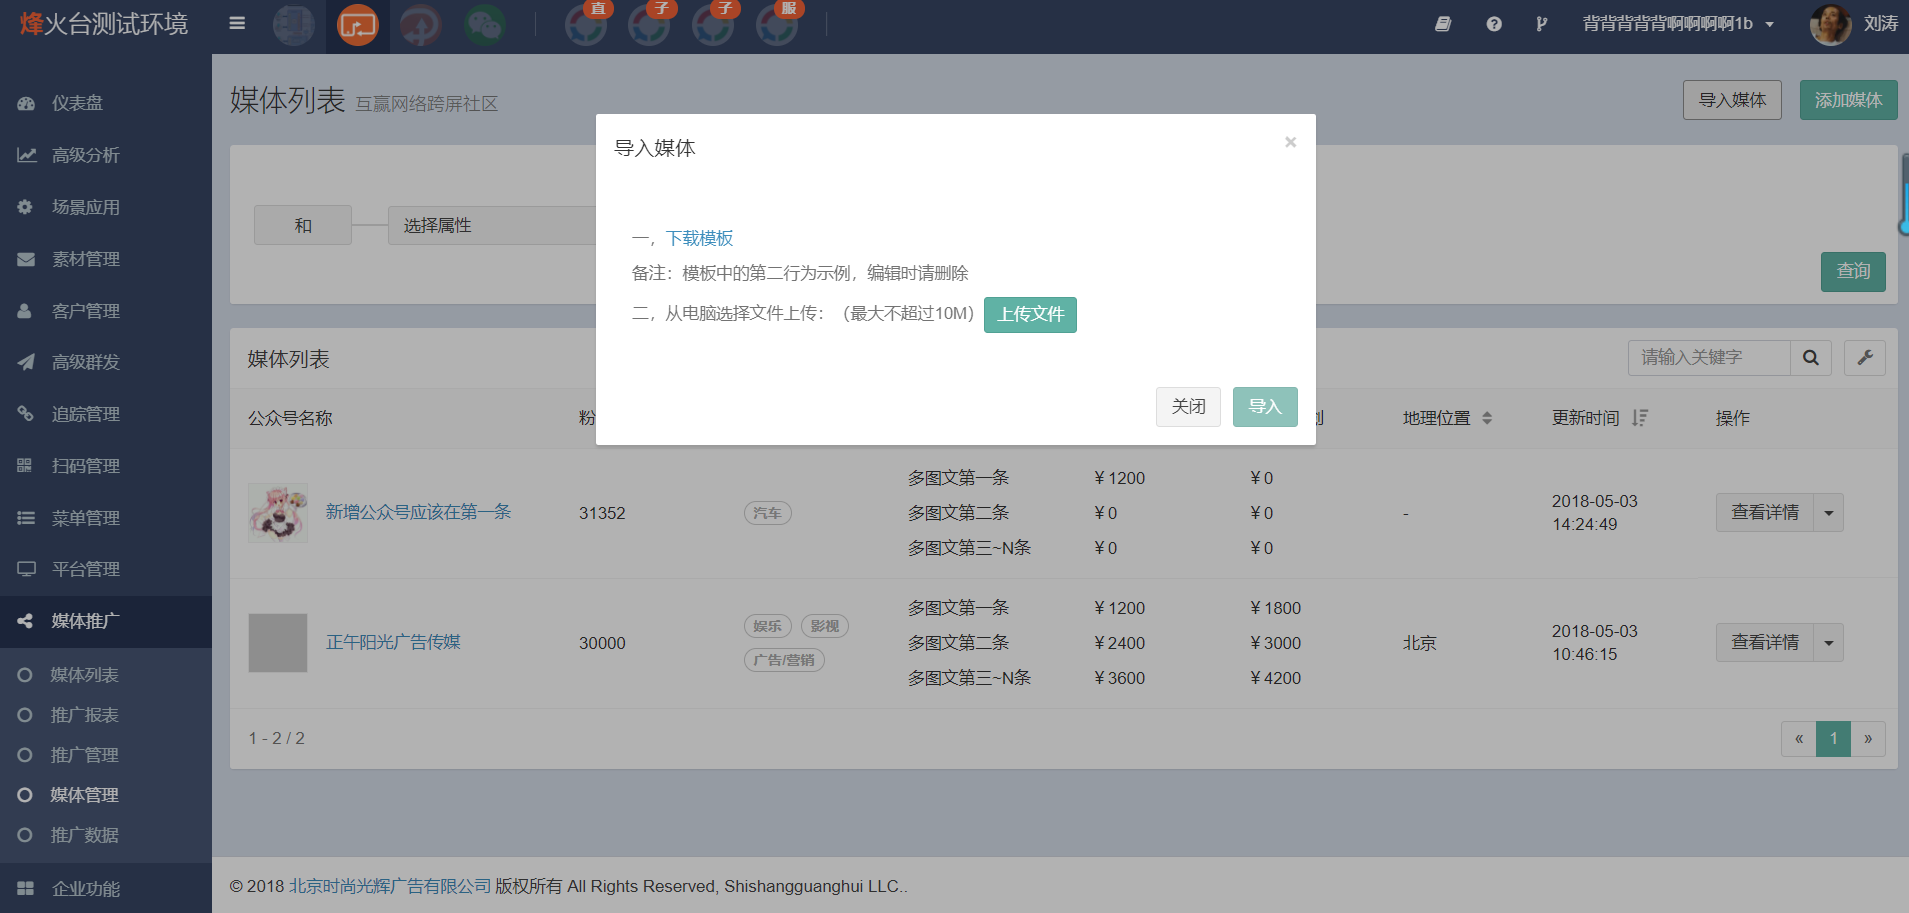 烽火台测试环境
直
子
子
服
背背背背背啊啊啊啊1b
刘涛
仪表盘
高级分析
场景应用
素材管理
客户管理
高级群发
追踪管理
扫码管理
菜单管理
平台管理
媒体推广
媒体列表
推广报表
推广管理
媒体管理
推广数据
企业功能
媒体列表 互赢网络跨屏社区
导入媒体
添加媒体
和
选择属性
查询
导入媒体
×
一，下载模板
备注：模板中的第二行为示例，编辑时请删除
二，从电脑选择文件上传：（最大不超过10M） 上传文件
关闭
导入
媒体列表
请输入关键字
公众号名称 粉 地理位置 更新时间 操作
新增公众号应该在第一条
31352
汽车
多图文第一条 ¥1200 ¥0
多图文第二条 ¥0 ¥0
多图文第三~N条 ¥0 ¥0
-
2018-05-03
14:24:49
查看详情
正午阳光广告传媒
30000
娱乐 影视
广告/营销
多图文第一条 ¥1200 ¥1800
多图文第二条 ¥2400 ¥3000
多图文第三~N条 ¥3600 ¥4200
北京
2018-05-03
10:46:15
查看详情
1 - 2 / 2
« 1 »
© 2018 北京时尚光辉广告有限公司 版权所有 All Rights Reserved, Shishangguanghui LLC..